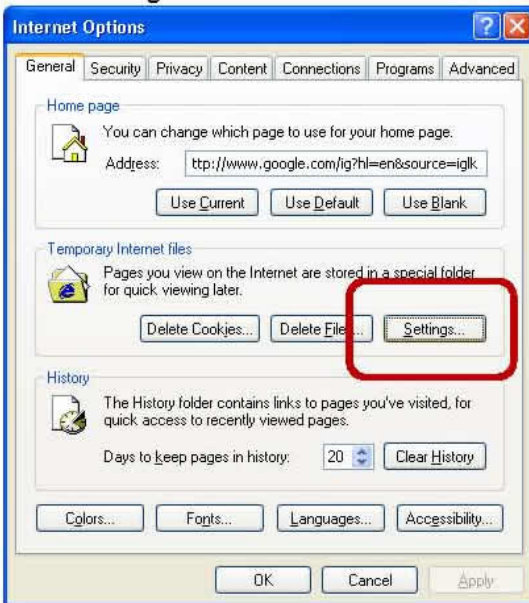 Internet Options
General Security Privacy Content Connections Programs Advanced
Home page
You can change which page to use for your home page.
Address: ttp://www.google.com/ig?hl=en&source=iglk
Use Current Use Default Use Blank
Temporary Internet files
Pages you view on the Internet are stored in a special folder
for quick viewing later.
Delete Cookies... Delete Files... Settings...
History
The History folder contains links to pages you've visited, for
quick access to recently viewed pages.
Days to keep pages in history: 20 Clear History
Colors... Fonts... Languages... Accessibility...
OK Cancel Apply